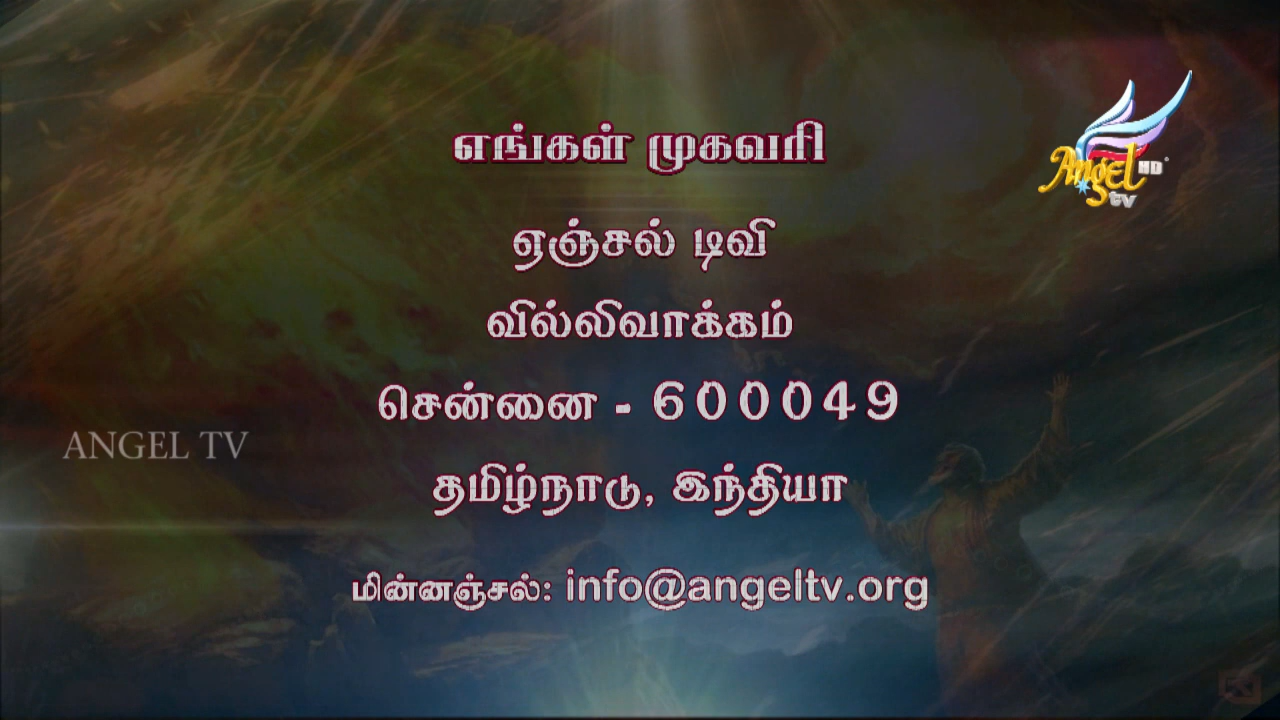 எங்கள் முகவரி
Angel HD
tv
ஏஞ்சல் டிவி
வில்லிவாக்கம்
சென்னை - 600049
ANGEL TV
தமிழ்நாடு, இந்தியா
மின்னஞ்சல்: info@angeltv.org